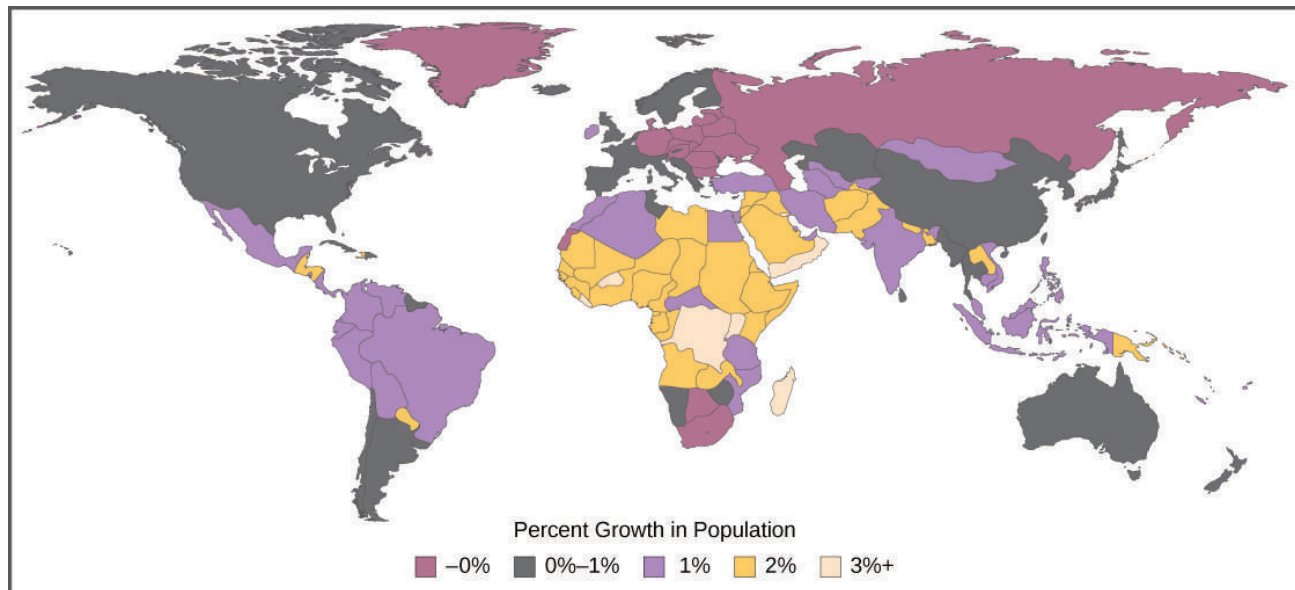 Percent Growth in Population
–0% 0%–1% 1% 2% 3%+